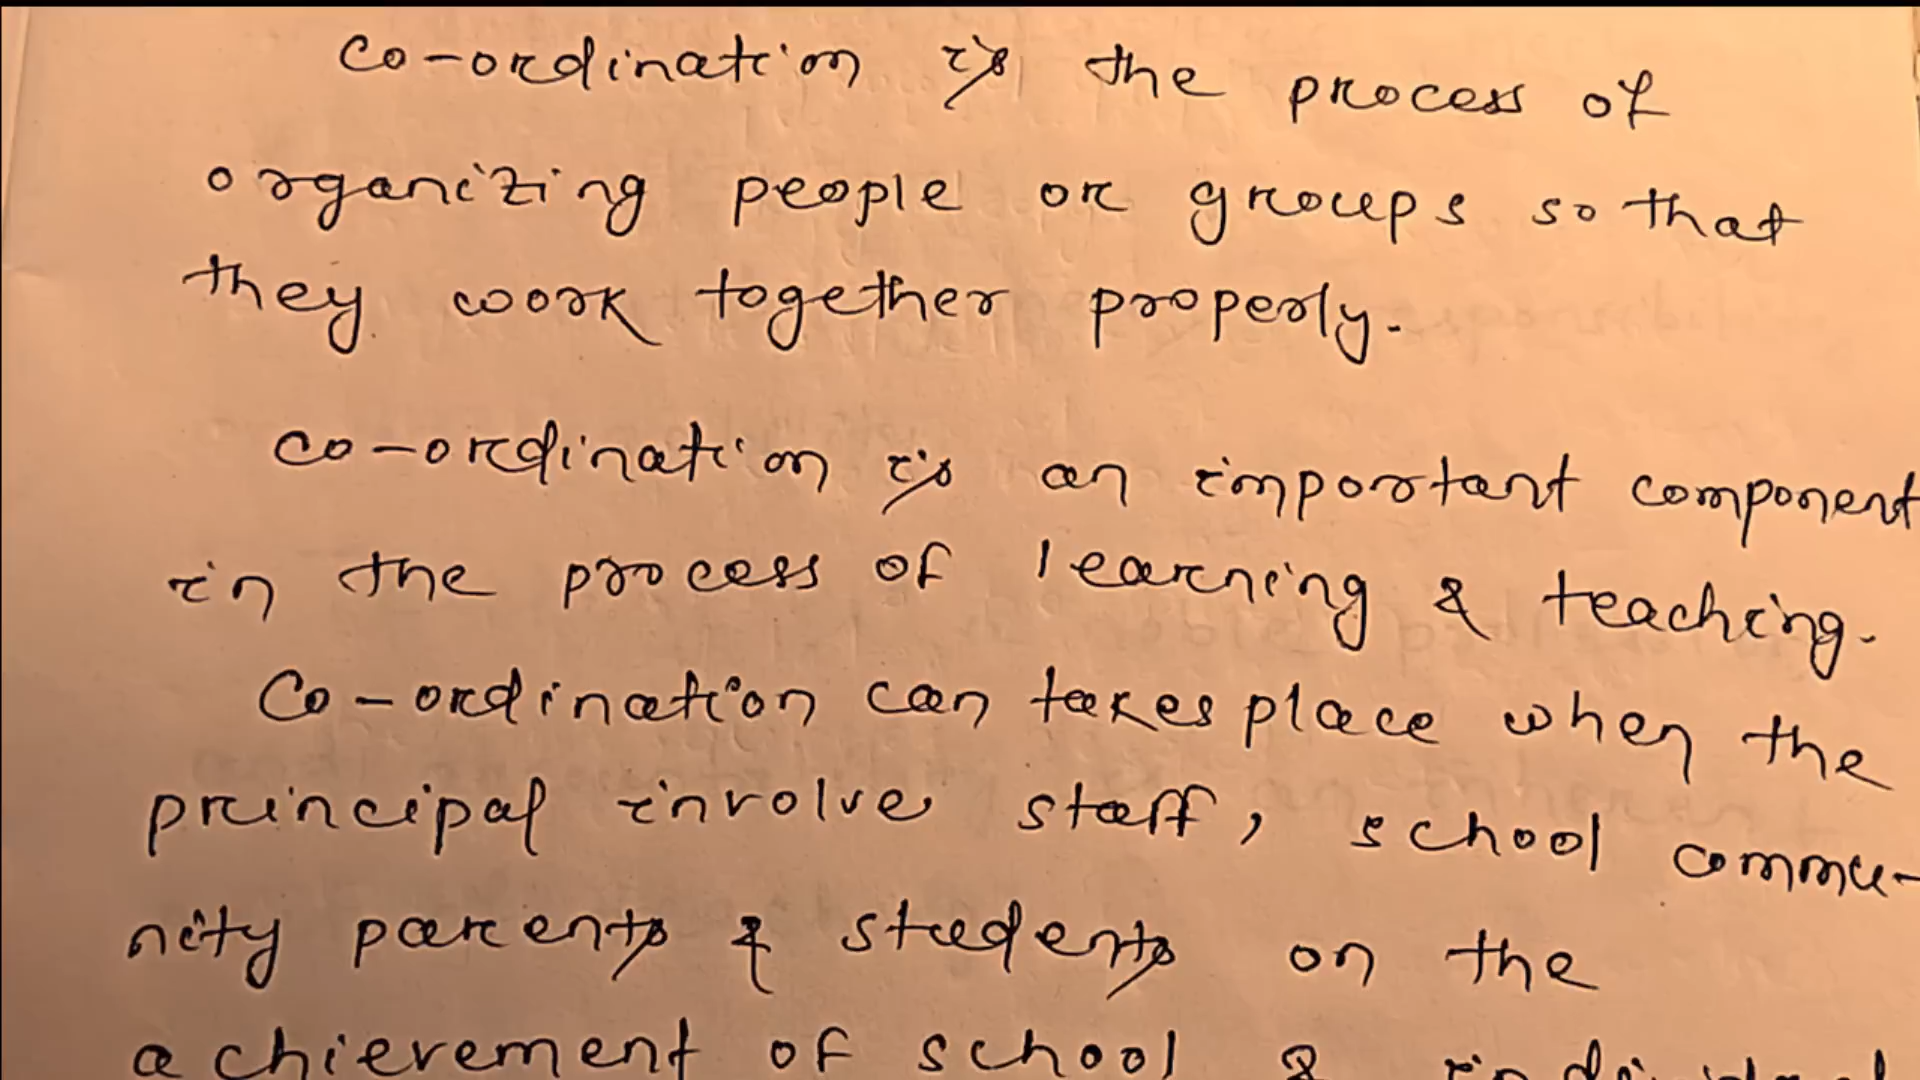 Co-ordination is the process of
organizing people or groups so that
they work together properly.
Co-ordination is an important component
in the process of learning & teaching.
Co-ordination can takes place when the
principal involve staff, school commu-
nity parents & students on the
achievement of school &